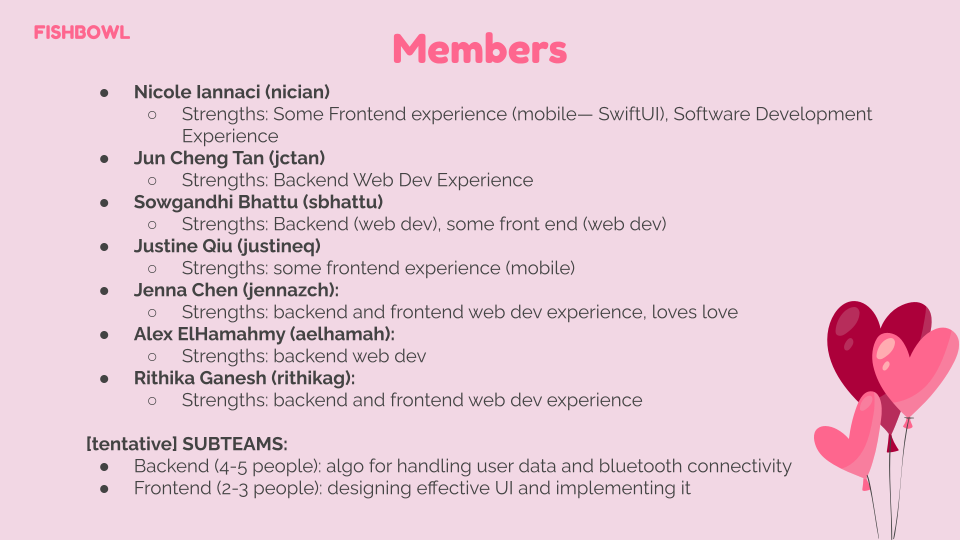 FISHBOWL
Members
● Nicole Iannaci (nician)
○ Strengths: Some Frontend experience (mobile— SwiftUI), Software Development
Experience
● Jun Cheng Tan (jctan)
○ Strengths: Backend Web Dev Experience
● Sowgandhi Bhattu (sbhattu)
○ Strengths: Backend (web dev), some front end (web dev)
● Justine Qiu (justineq)
○ Strengths: some frontend experience (mobile)
● Jenna Chen (jennazch):
○ Strengths: backend and frontend web dev experience, loves love
● Alex ElHamahmy (aelhamah):
○ Strengths: backend web dev
● Rithika Ganesh (rithikag):
○ Strengths: backend and frontend web dev experience
[tentative] SUBTEAMS:
● Backend (4-5 people): algo for handling user data and bluetooth connectivity
● Frontend (2-3 people): designing effective UI and implementing it